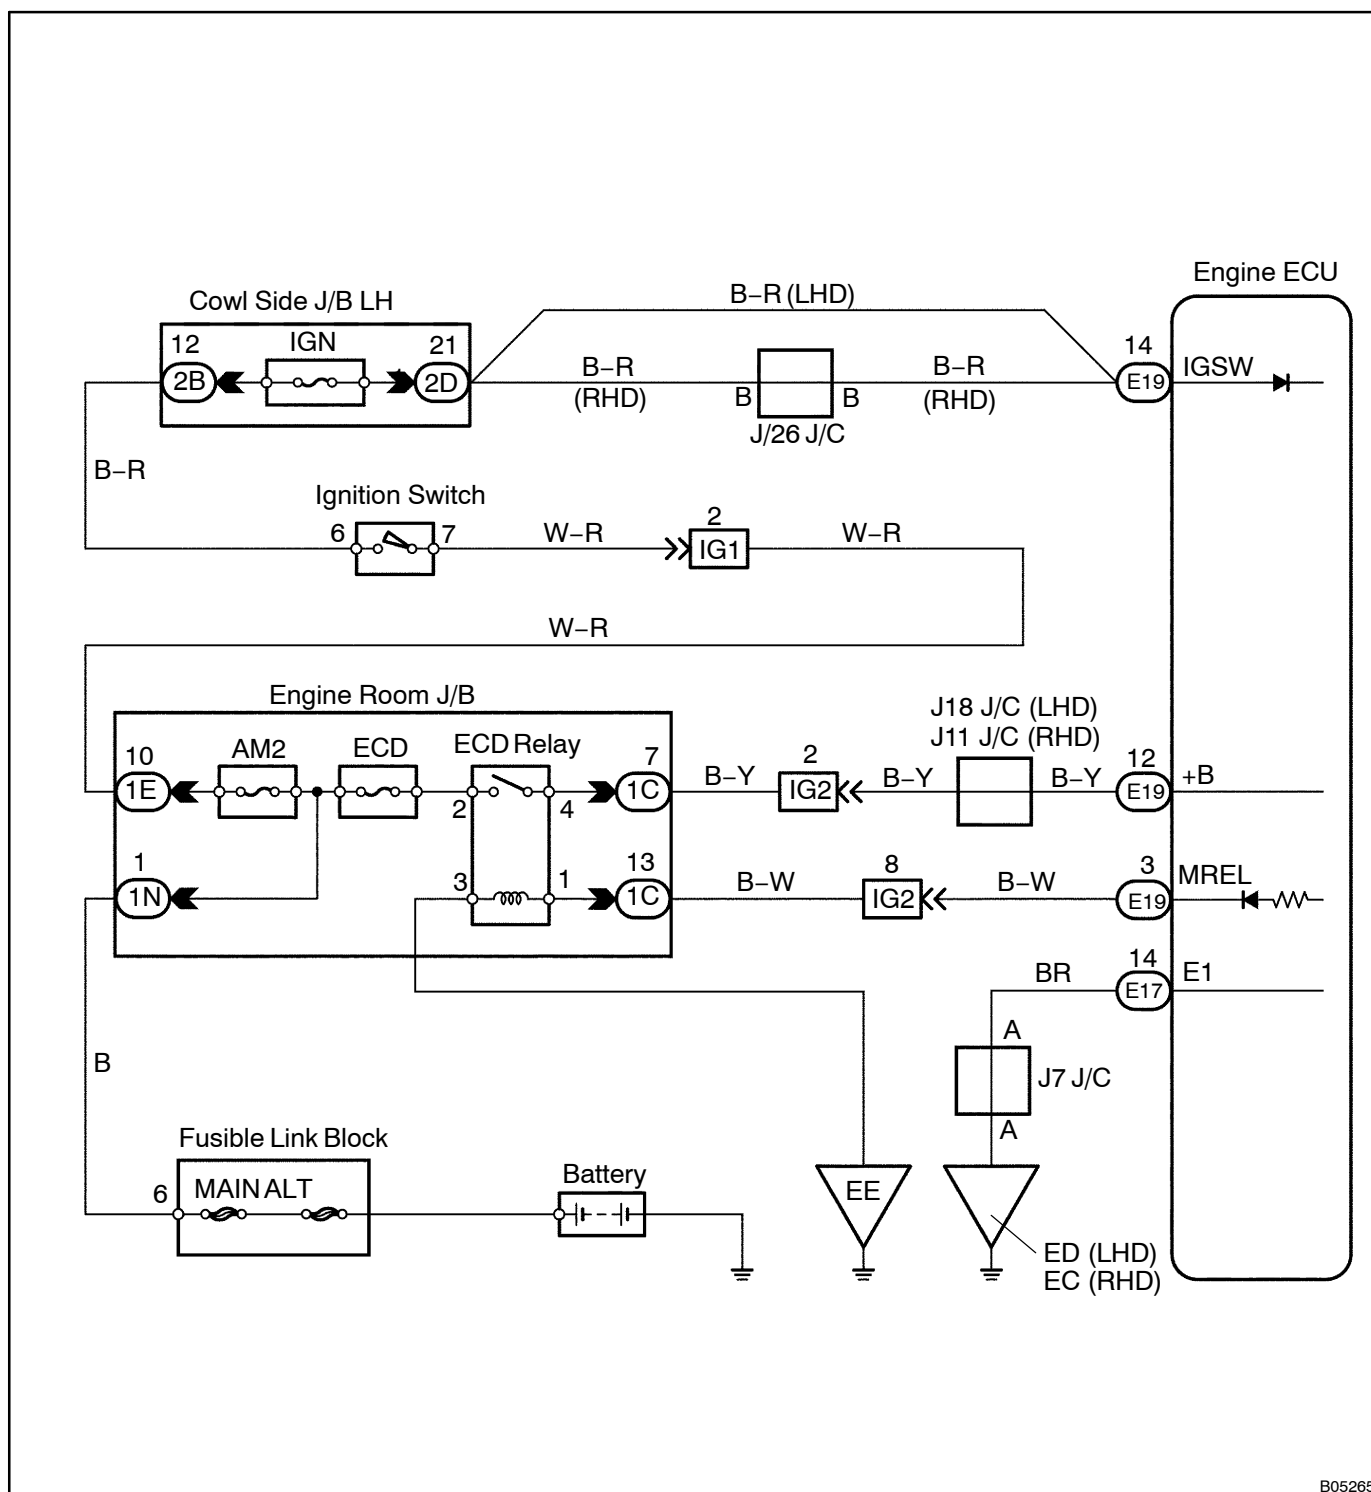 Engine ECU
Cowl Side J/B LH
B−R (LHD)
12
IGN
21
14
2B
2D
B−R
(RHD)
B
B
J/26 J/C
B−R
(RHD)
E19
IGSW
B−R
Ignition Switch
6
7
W−R
2
IG1
W−R
W−R
Engine Room J/B
J18 J/C (LHD)
J11 J/C (RHD)
10
AM2
ECD
ECD Relay
7
2
12
1E
2
4
1C
B−Y
IG2
B−Y
B−Y
E19
+B
1
3
1
13
8
3
1N
1C
B−W
IG2
B−W
E19
MREL
14
BR
E17
E1
A
B
J7 J/C
A
Fusible Link Block
6
MAIN ALT
Battery
EE
ED (LHD)
EC (RHD)
B05265